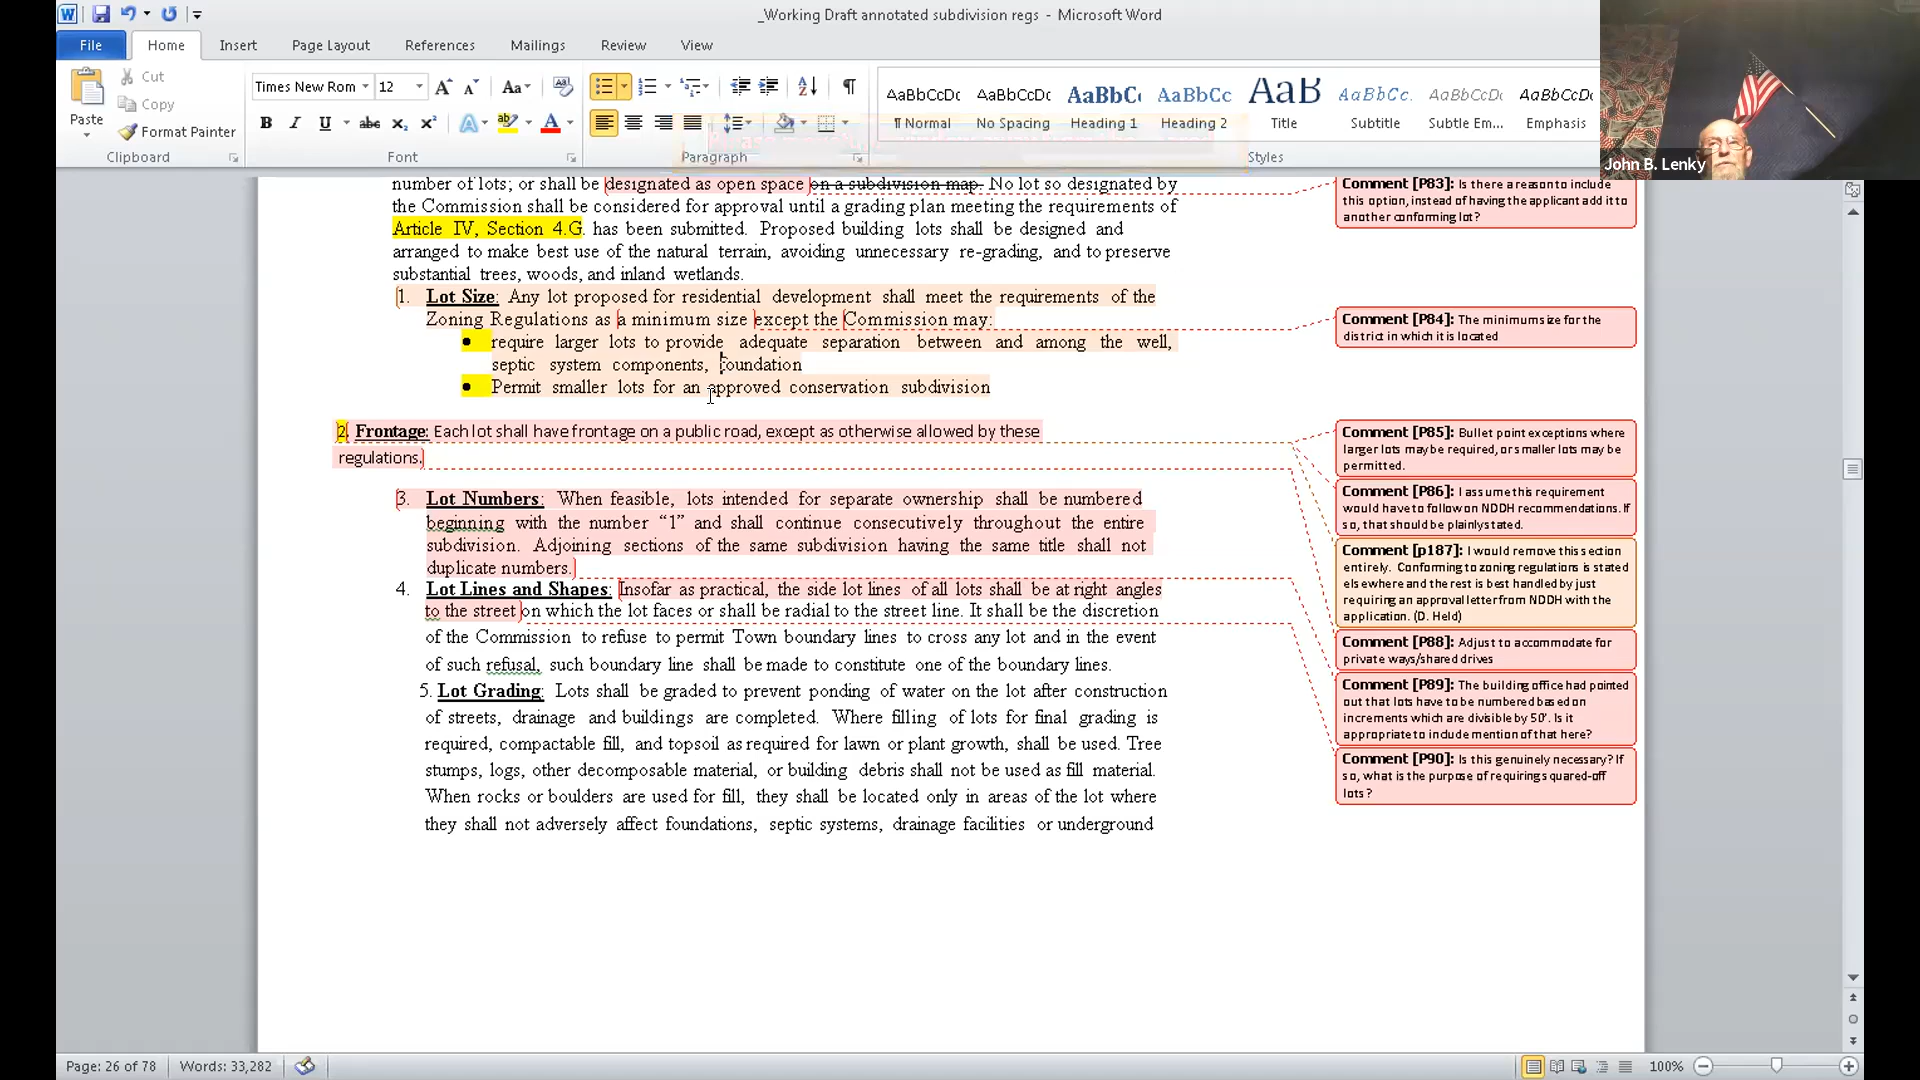 _Working Draft annotated subdivision regs - Microsoft Word
File Home Insert Page Layout References Mailings Review View
Paste
Cut
Copy
Format Painter
Clipboard
Times New Rom 12
Font
Paragraph
AaBbCcDc ¶ Normal
AaBbCcDc No Spacing
AaBbC Heading 1
AaBbCc Heading 2
AaB Title
AaBbCc. Subtitle
AaBbCcDc Subtle Em...
AaBbCcDc Emphasis
Styles
John B. Lenky
number of lots; or shall be designated as open space on a subdivision map. No lot so designated by
the Commission shall be considered for approval until a grading plan meeting the requirements of
Article IV, Section 4.G. has been submitted. Proposed building lots shall be designed and
arranged to make best use of the natural terrain, avoiding unnecessary re-grading, and to preserve
substantial trees, woods, and inland wetlands.
1. Lot Size: Any lot proposed for residential development shall meet the requirements of the
Zoning Regulations as a minimum size except the Commission may:
• require larger lots to provide adequate separation between and among the well,
septic system components, foundation
• Permit smaller lots for an approved conservation subdivision
2. Frontage: Each lot shall have frontage on a public road, except as otherwise allowed by these
regulations.
3. Lot Numbers: When feasible, lots intended for separate ownership shall be numbered
beginning with the number “1” and shall continue consecutively throughout the entire
subdivision. Adjoining sections of the same subdivision having the same title shall not
duplicate numbers.
4. Lot Lines and Shapes: Insofar as practical, the side lot lines of all lots shall be at right angles
to the street on which the lot faces or shall be radial to the street line. It shall be the discretion
of the Commission to refuse to permit Town boundary lines to cross any lot and in the event
of such refusal, such boundary line shall be made to constitute one of the boundary lines.
5. Lot Grading: Lots shall be graded to prevent ponding of water on the lot after construction
of streets, drainage and buildings are completed. Where filling of lots for final grading is
required, compactable fill, and topsoil as required for lawn or plant growth, shall be used. Tree
stumps, logs, other decomposable material, or building debris shall not be used as fill material.
When rocks or boulders are used for fill, they shall be located only in areas of the lot where
they shall not adversely affect foundations, septic systems, drainage facilities or underground
Comment [P83]: Is there a reason to include
this option, instead of having the applicant add it to
another conforming lot?
Comment [P84]: The minimum size for the
district in which it is located
Comment [P85]: Bullet point exceptions where
larger lots may be required, or smaller lots may be
permitted.
Comment [P86]: I assume this requirement
would have to follow on NDDH recommendations. If
so, that should be plainly stated.
Comment [p187]: I would remove this section
entirely. Conforming to zoning regulations is stated
elsewhere and the rest is best handled by just
requiring an approval letter from NDDH with the
application. (D. Held)
Comment [P88]: Adjust to accommodate for
private ways/shared drives
Comment [P89]: The building office had pointed
out that lots have to be numbered based on
increments which are divisible by 50'. Is it
appropriate to include mention of that here?
Comment [P90]: Is this genuinely necessary? If
so, what is the purpose of requiring squared-off
lots?
Page: 26 of 78 Words: 33,282 100%